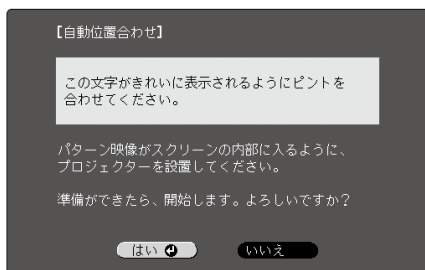 【自動位置合わせ】
この文字がきれいに表示されるようにピントを
合わせてください。
パターン映像がスクリーンの内部に入るように、
プロジェクターを設置してください。
準備ができたら、開始します。よろしいですか？
はい いいえ